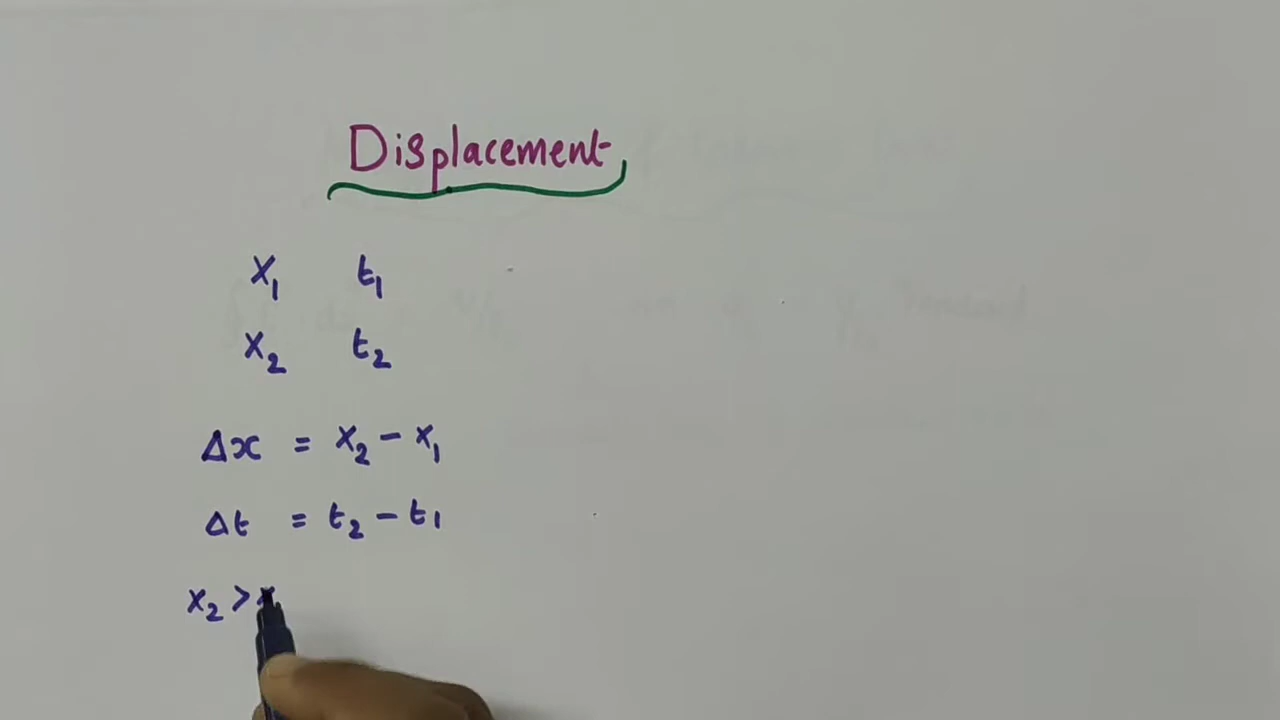 Displacement
x₁ t₁
x₂ t₂
Δx = x₂ - x₁
Δt = t₂ - t₁
x₂ > x